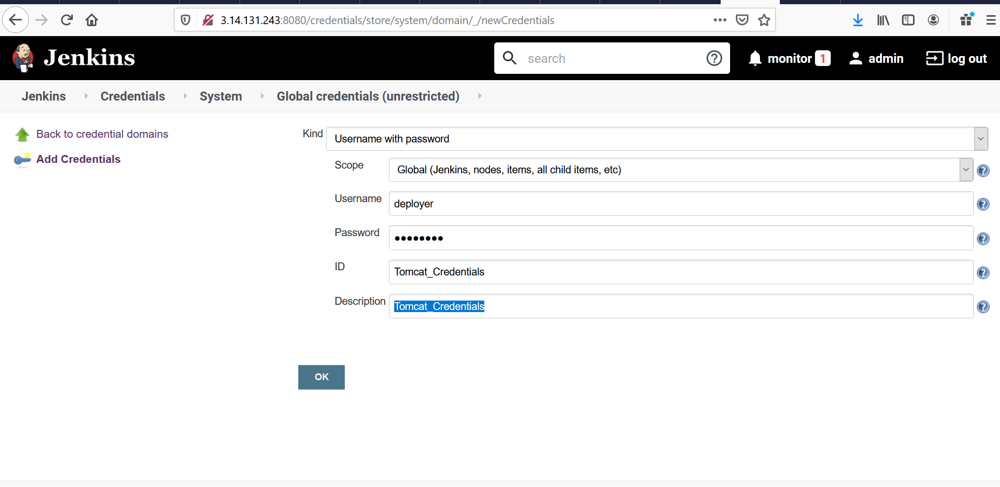 3.14.131.243:8080/credentials/store/system/domain/_/newCredentials
Jenkins
search
monitor 1
admin
log out
Jenkins
Credentials
System
Global credentials (unrestricted)
Back to credential domains
Add Credentials
Kind
Username with password
Scope
Global (Jenkins, nodes, items, all child items, etc)
Username
deployer
Password
••••••••
ID
Tomcat_Credentials
Description
Tomcat_Credentials
OK